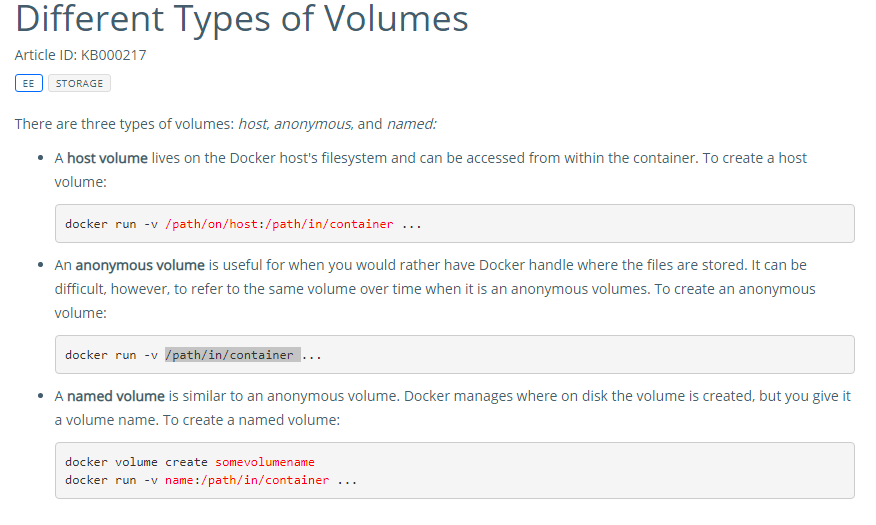 Different Types of Volumes
Article ID: KB000217
EE STORAGE
There are three types of volumes: host, anonymous, and named:
• A host volume lives on the Docker host's filesystem and can be accessed from within the container. To create a host
volume:
docker run -v /path/on/host:/path/in/container ...
• An anonymous volume is useful for when you would rather have Docker handle where the files are stored. It can be
difficult, however, to refer to the same volume over time when it is an anonymous volumes. To create an anonymous
volume:
docker run -v /path/in/container ...
• A named volume is similar to an anonymous volume. Docker manages where on disk the volume is created, but you give it
a volume name. To create a named volume:
docker volume create somevolumename
docker run -v name:/path/in/container ...